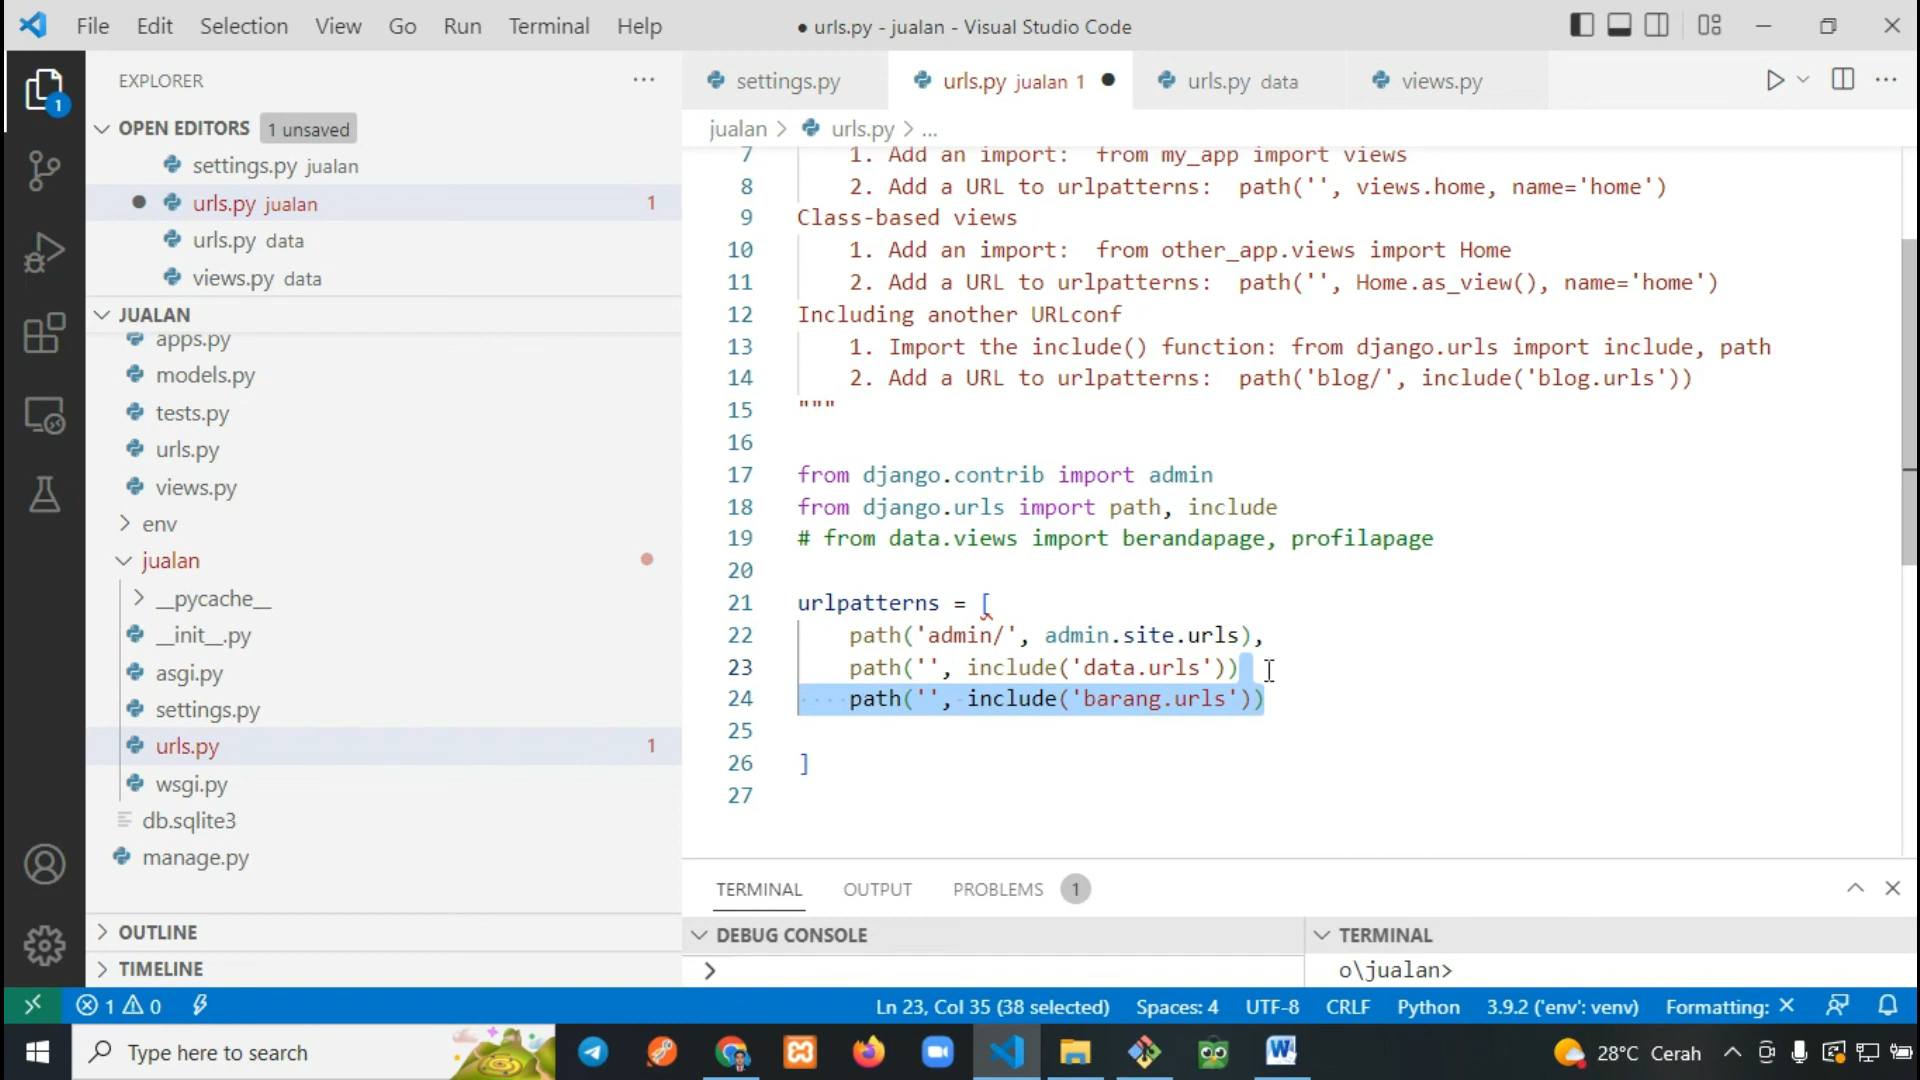 File Edit Selection View Go Run Terminal Help
● urls.py - jualan - Visual Studio Code
EXPLORER
OPEN EDITORS 1 unsaved
settings.py jualan
urls.py jualan 1
urls.py data
views.py data
JUALAN
apps.py
models.py
tests.py
urls.py
views.py
env
jualan
__pycache__
__init__.py
asgi.py
settings.py
urls.py 1
wsgi.py
db.sqlite3
manage.py
OUTLINE
TIMELINE
1
settings.py
urls.py jualan 1 ●
urls.py data
views.py
jualan > urls.py > ...
7 1. Add an import: from my_app import views
8 2. Add a URL to urlpatterns: path('', views.home, name='home')
9 Class-based views
10 1. Add an import: from other_app.views import Home
11 2. Add a URL to urlpatterns: path('', Home.as_view(), name='home')
12 Including another URLconf
13 1. Import the include() function: from django.urls import include, path
14 2. Add a URL to urlpatterns: path('blog/', include('blog.urls'))
15 """
16
17 from django.contrib import admin
18 from django.urls import path, include
19 # from data.views import berandapage, profilapage
20
21 urlpatterns = [
22 path('admin/', admin.site.urls),
23 path('', include('data.urls'))
24 path('', include('barang.urls'))
25
26 ]
27
TERMINAL OUTPUT PROBLEMS 1
DEBUG CONSOLE
>
TERMINAL
o\jualan>
1 0
Ln 23, Col 35 (38 selected) Spaces: 4 UTF-8 CRLF Python 3.9.2 ('env': venv) Formatting: ×
Type here to search
28°C Cerah